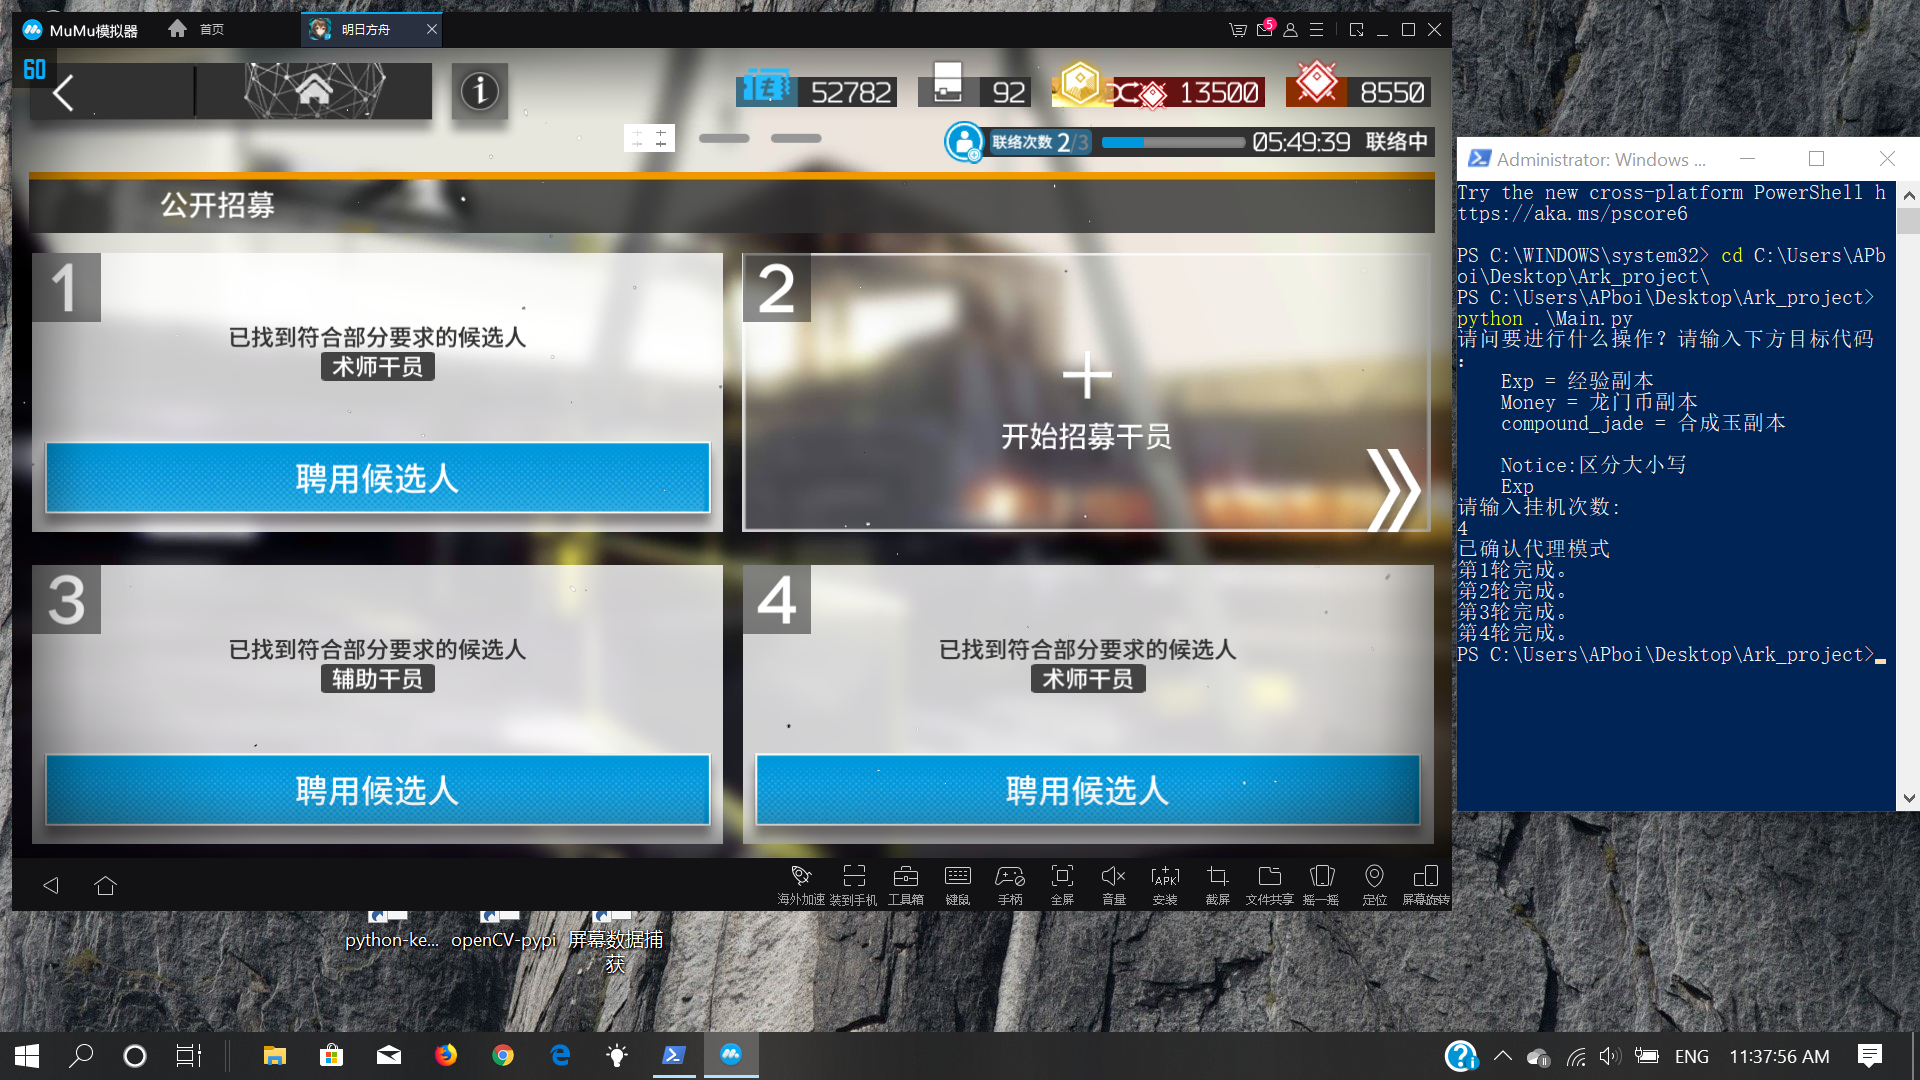 MuMu模拟器
首页
明日方舟
5
60
52782
92
13500
8550
联络次数 2/3
05:49:39 联络中
公开招募
1
已找到符合部分要求的候选人
术师干员
聘用候选人
2
开始招募干员
3
已找到符合部分要求的候选人
辅助干员
聘用候选人
4
已找到符合部分要求的候选人
术师干员
聘用候选人
海外加速
装到手机
工具箱
键鼠
手柄
全屏
音量
APK
安装
截屏
文件共享
摇一摇
定位
屏幕旋转
Administrator: Windows ...
Try the new cross-platform PowerShell h
ttps://aka.ms/pscore6
PS C:\WINDOWS\system32> cd C:\Users\APb
oi\Desktop\Ark_project\
PS C:\Users\APboi\Desktop\Ark_project>
python .\Main.py
请问要进行什么操作? 请输入下方目标代码
:
Exp = 经验副本
Money = 龙门币副本
compound_jade = 合成玉副本
Notice:区分大小写
Exp
请输入挂机次数:
4
已确认代理模式
第1轮完成。
第2轮完成。
第3轮完成。
第4轮完成。
PS C:\Users\APboi\Desktop\Ark_project>
python-ke...
openCV-pypi
屏幕数据捕
获
ENG
11:37:56 AM